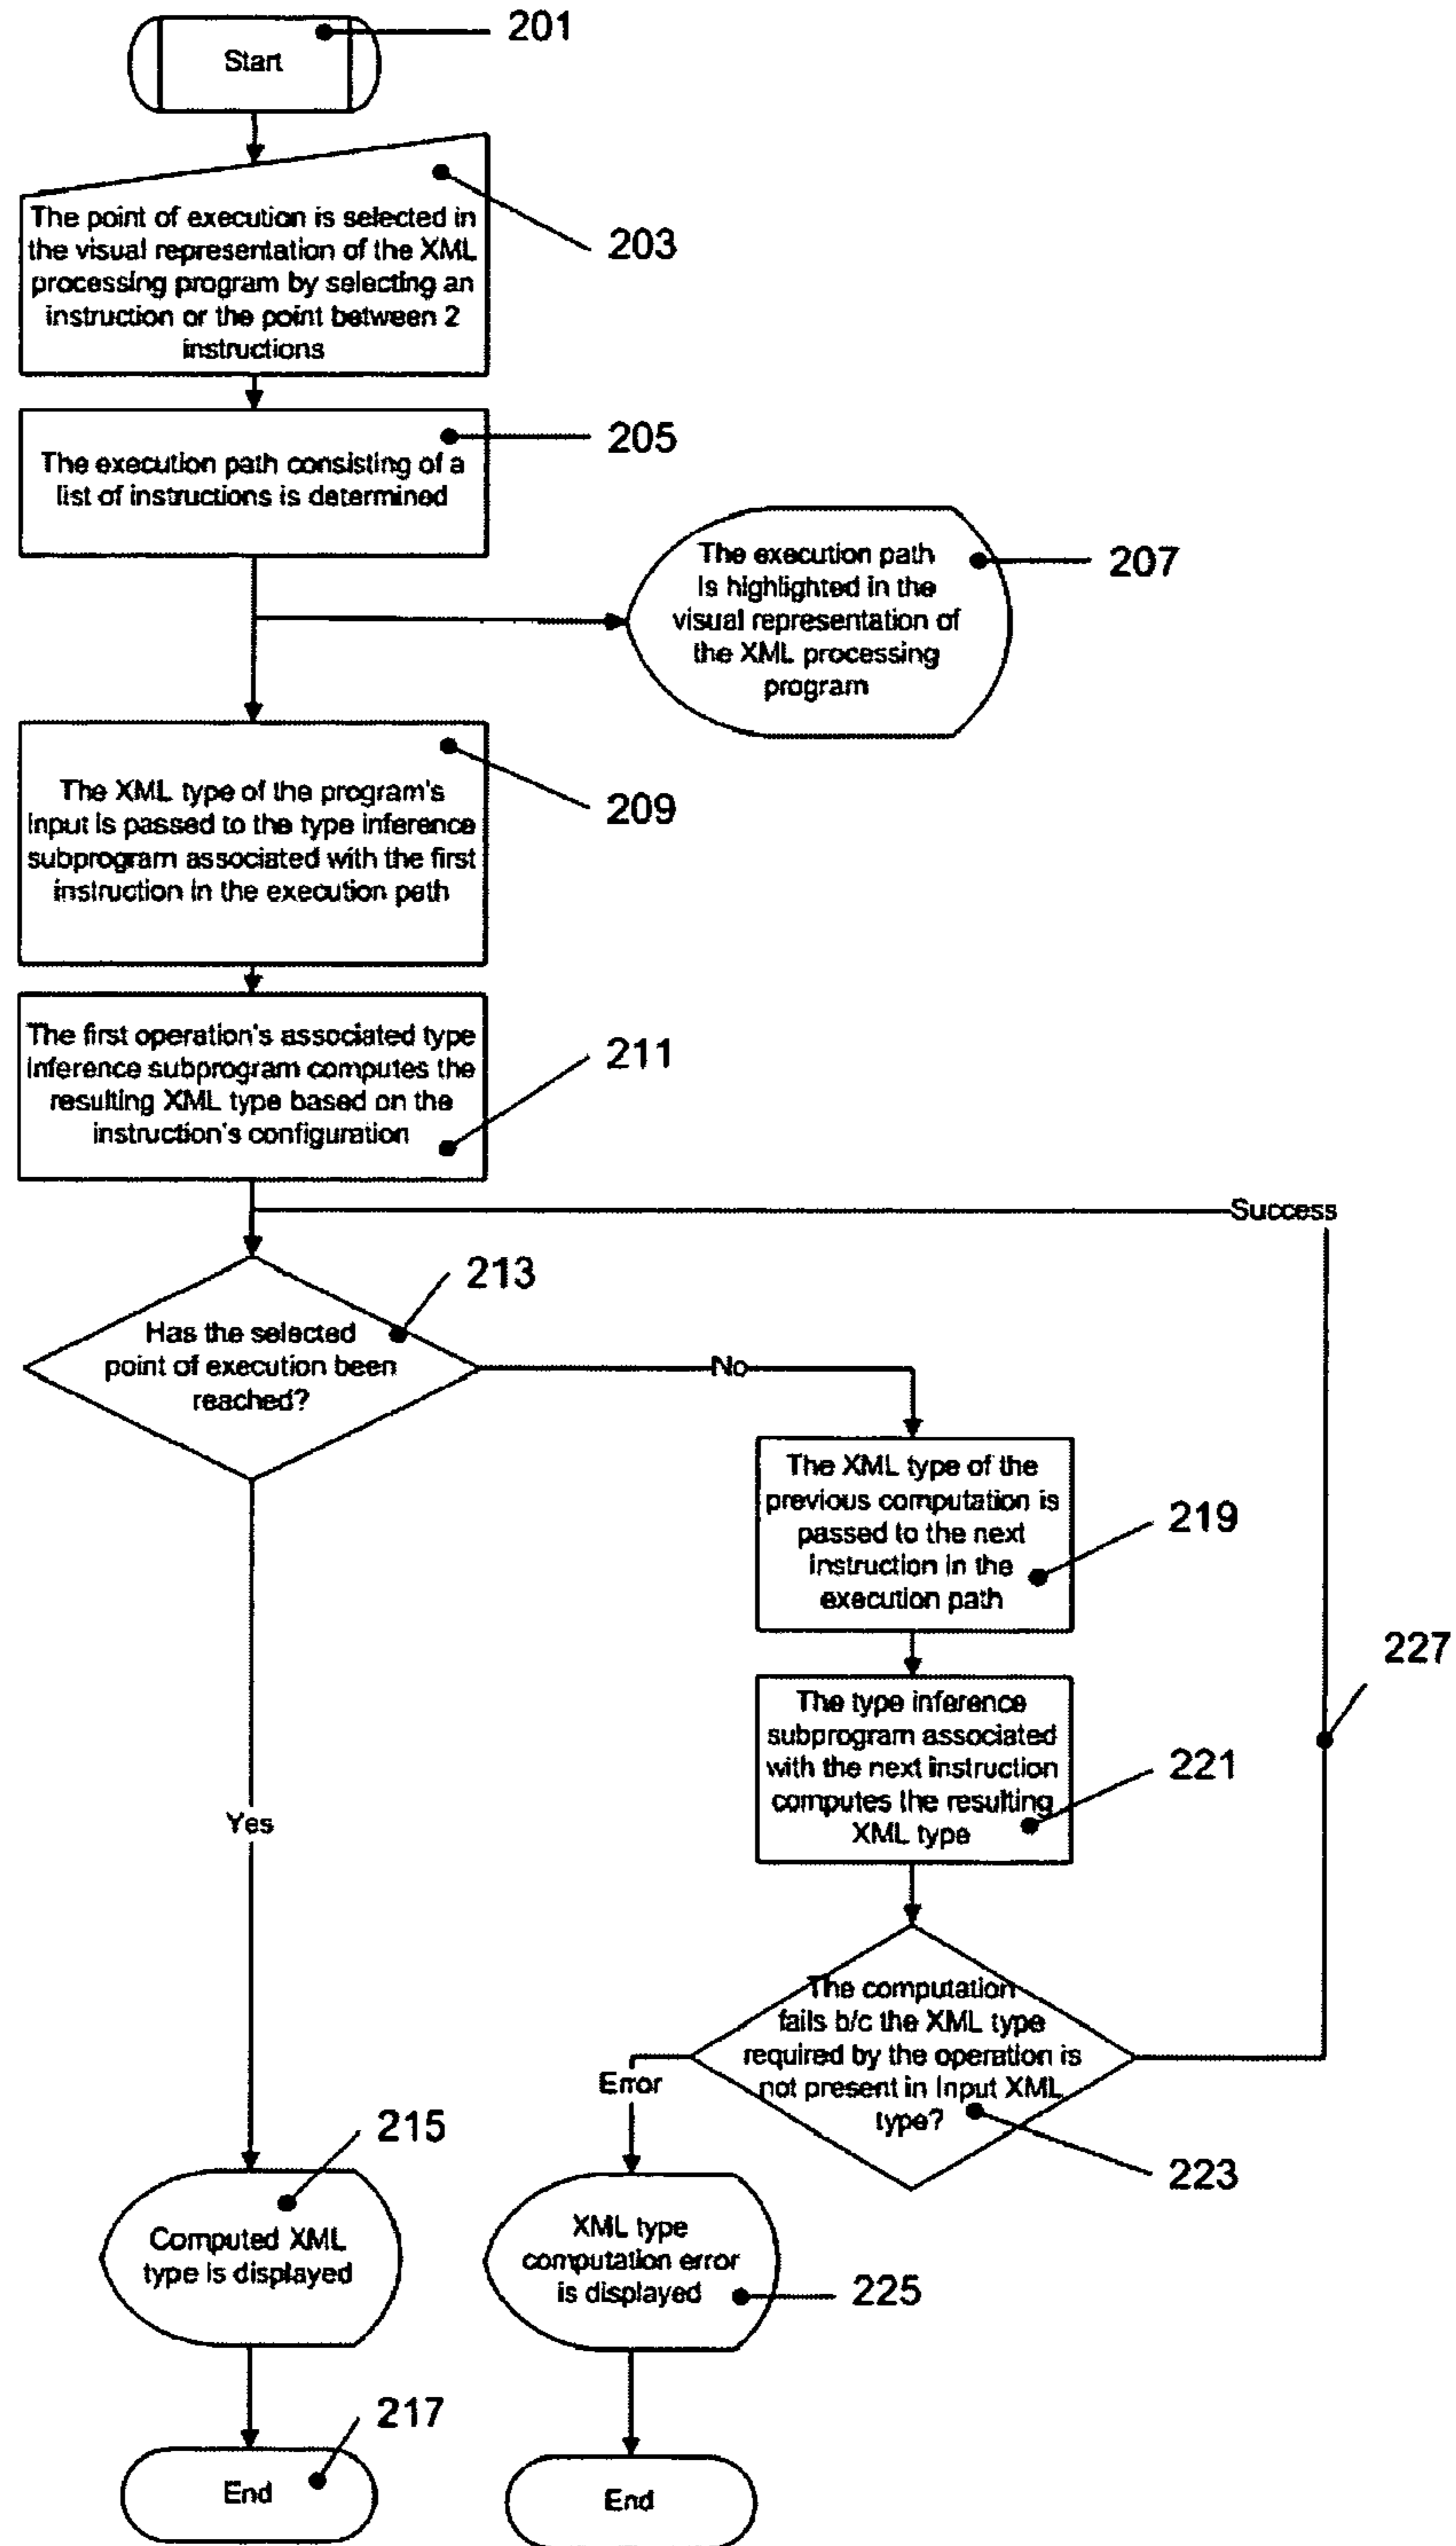 201
Start
203
The point of execution is selected in
the visual representation of the XML
processing program by selecting an
instruction or the point between 2
instructions
205
The execution path consisting of a
list of instructions is determined
207
The execution path
is highlighted in the
visual representation of
the XML processing
program
209
The XML type of the program's
input is passed to the type inference
subprogram associated with the first
instruction in the execution path
211
The first operation's associated type
inference subprogram computes the
resulting XML type based on the
instruction's configuration
Success
213
Has the selected
point of execution been
reached?
No
219
The XML type of the
previous computation is
passed to the next
instruction in the
execution path
227
221
The type inference
subprogram associated
with the next instruction
computes the resulting
XML type
Yes
223
The computation
fails b/c the XML type
required by the operation is
not present in Input XML
type?
Error
215
Computed XML
type is displayed
225
XML type
computation error
is displayed
217
End
End